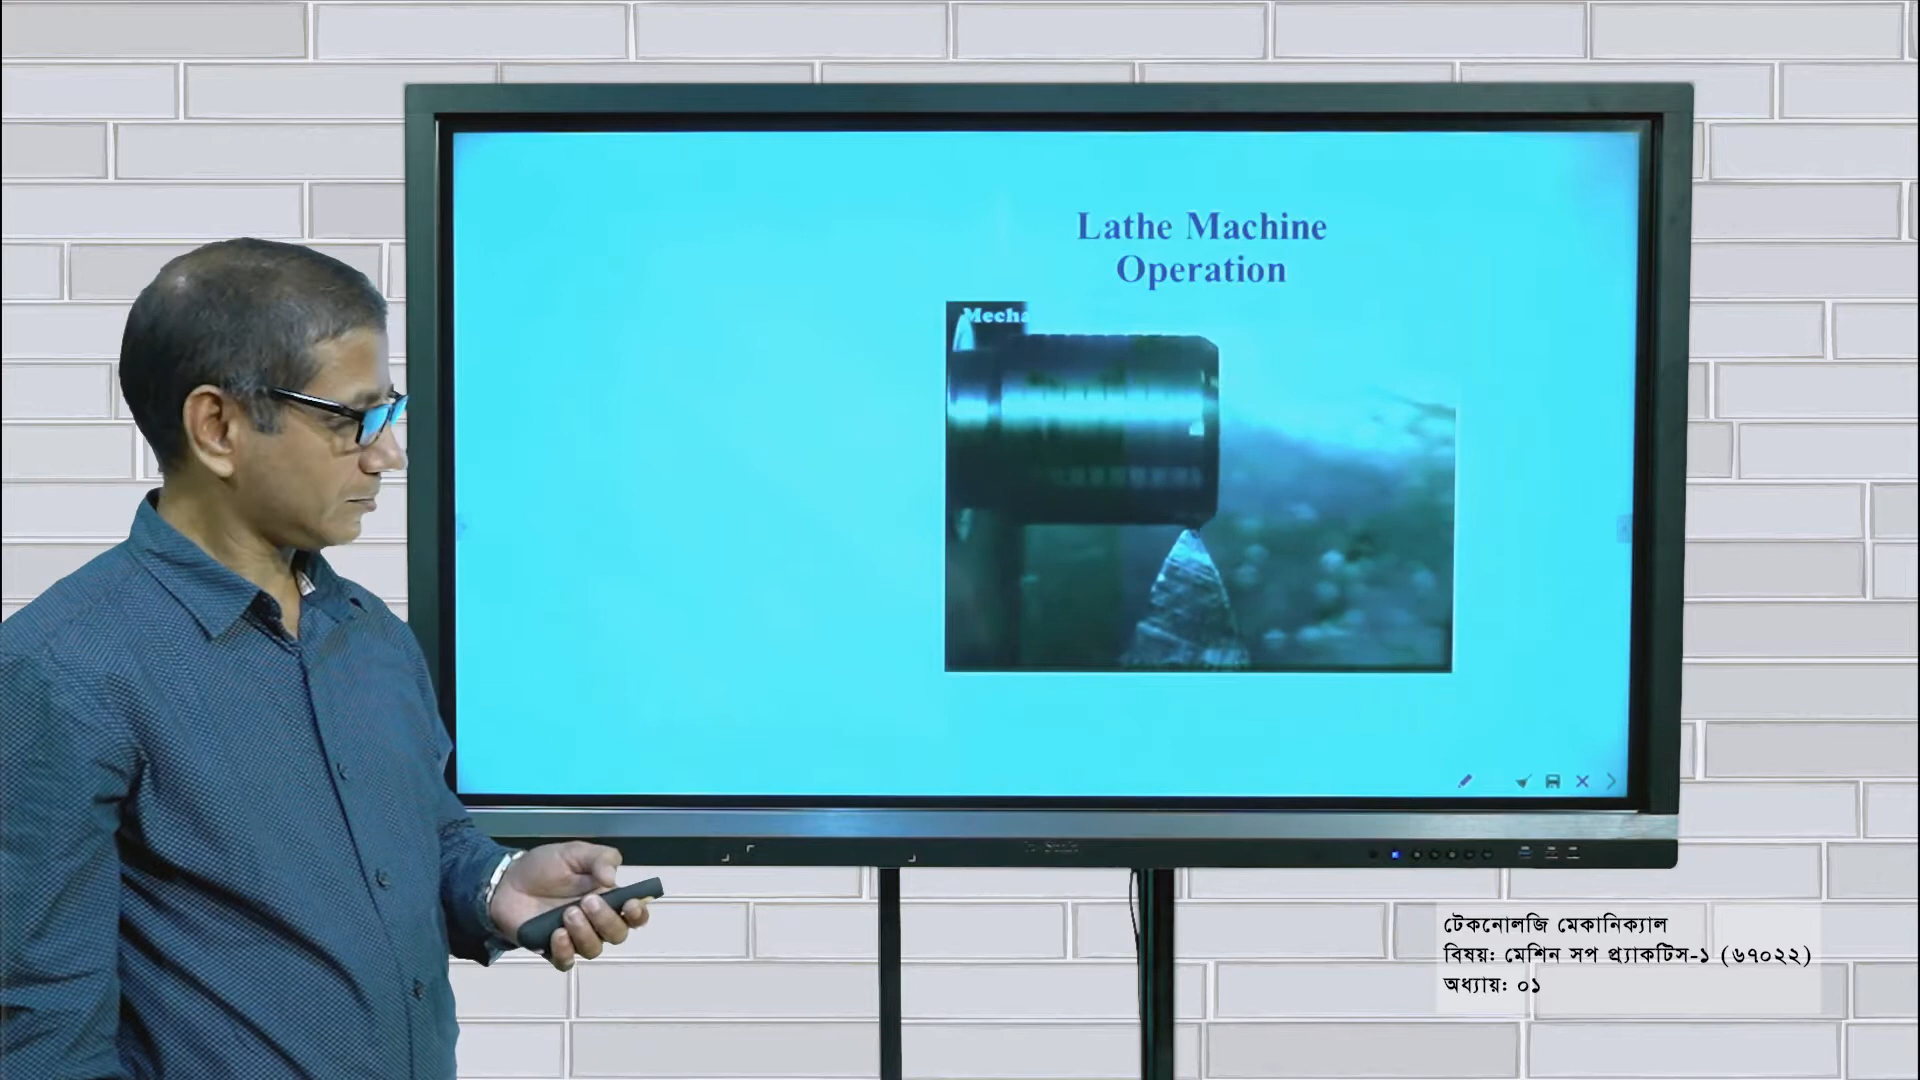 Lathe Machine
Operation
Mecha
টেকনোলজি মেকানিক্যাল
বিষয়: মেশিন সপ প্র্যাকটিস-১ (৬৭০২২)
অধ্যায়: ০১